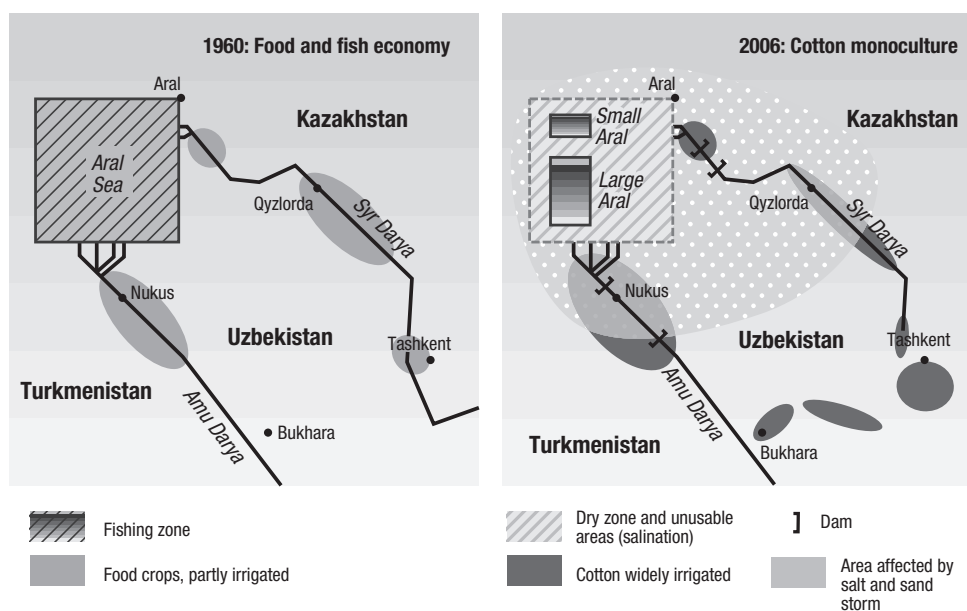 1960: Food and fish economy
Aral
Kazakhstan
Aral
Sea
Qyzlorda
Syr Darya
Nukus
Uzbekistan
Tashkent
Turkmenistan
Amu Darya
Bukhara
Fishing zone
Food crops, partly irrigated
2006: Cotton monoculture
Aral
Small
Aral
Kazakhstan
Large
Aral
Qyzlorda
Syr Darya
Nukus
Uzbekistan
Tashkent
Amu Darya
Turkmenistan
Bukhara
Dry zone and unusable
areas (salination)
Dam
Cotton widely irrigated
Area affected by
salt and sand
storm